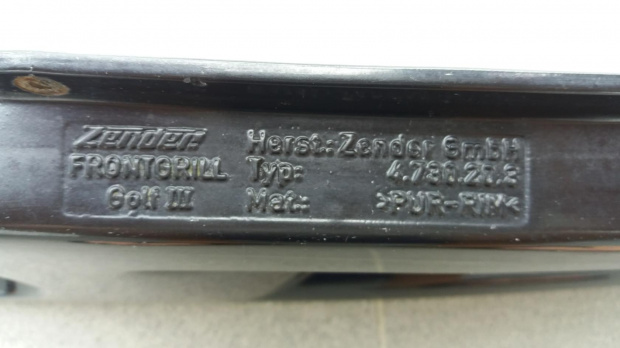 Zender
FRONTGRILL
Golf III
Herst.: Zender GmbH
Typ:
Mat.: >PUR-RIM<